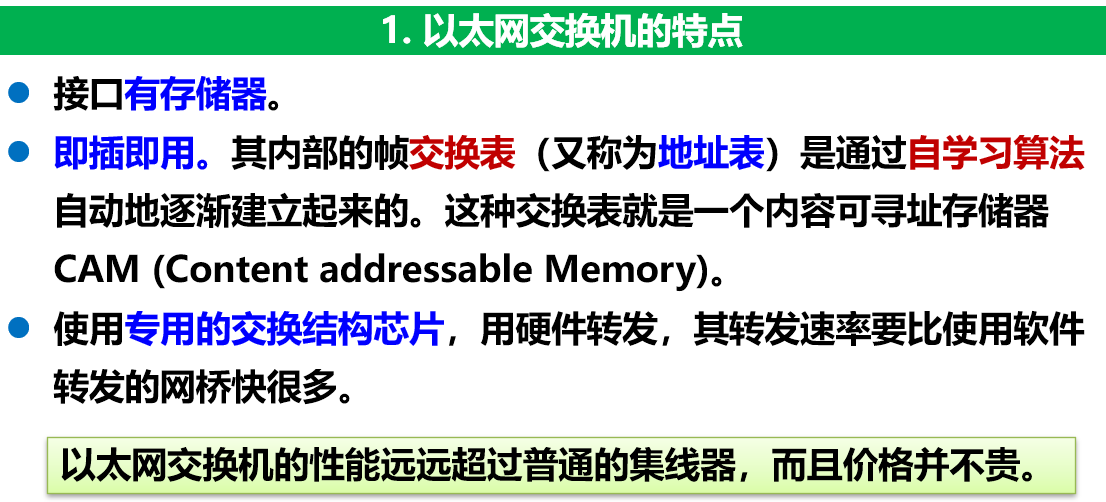 1. 以太网交换机的特点
● 接口有存储器。
● 即插即用。其内部的帧交换表（又称为地址表）是通过自学习算法
自动地逐渐建立起来的。这种交换表就是一个内容可寻址存储器
CAM (Content addressable Memory)。
● 使用专用的交换结构芯片，用硬件转发，其转发速率要比使用软件
转发的网桥快很多。
以太网交换机的性能远远超过普通的集线器，而且价格并不贵。